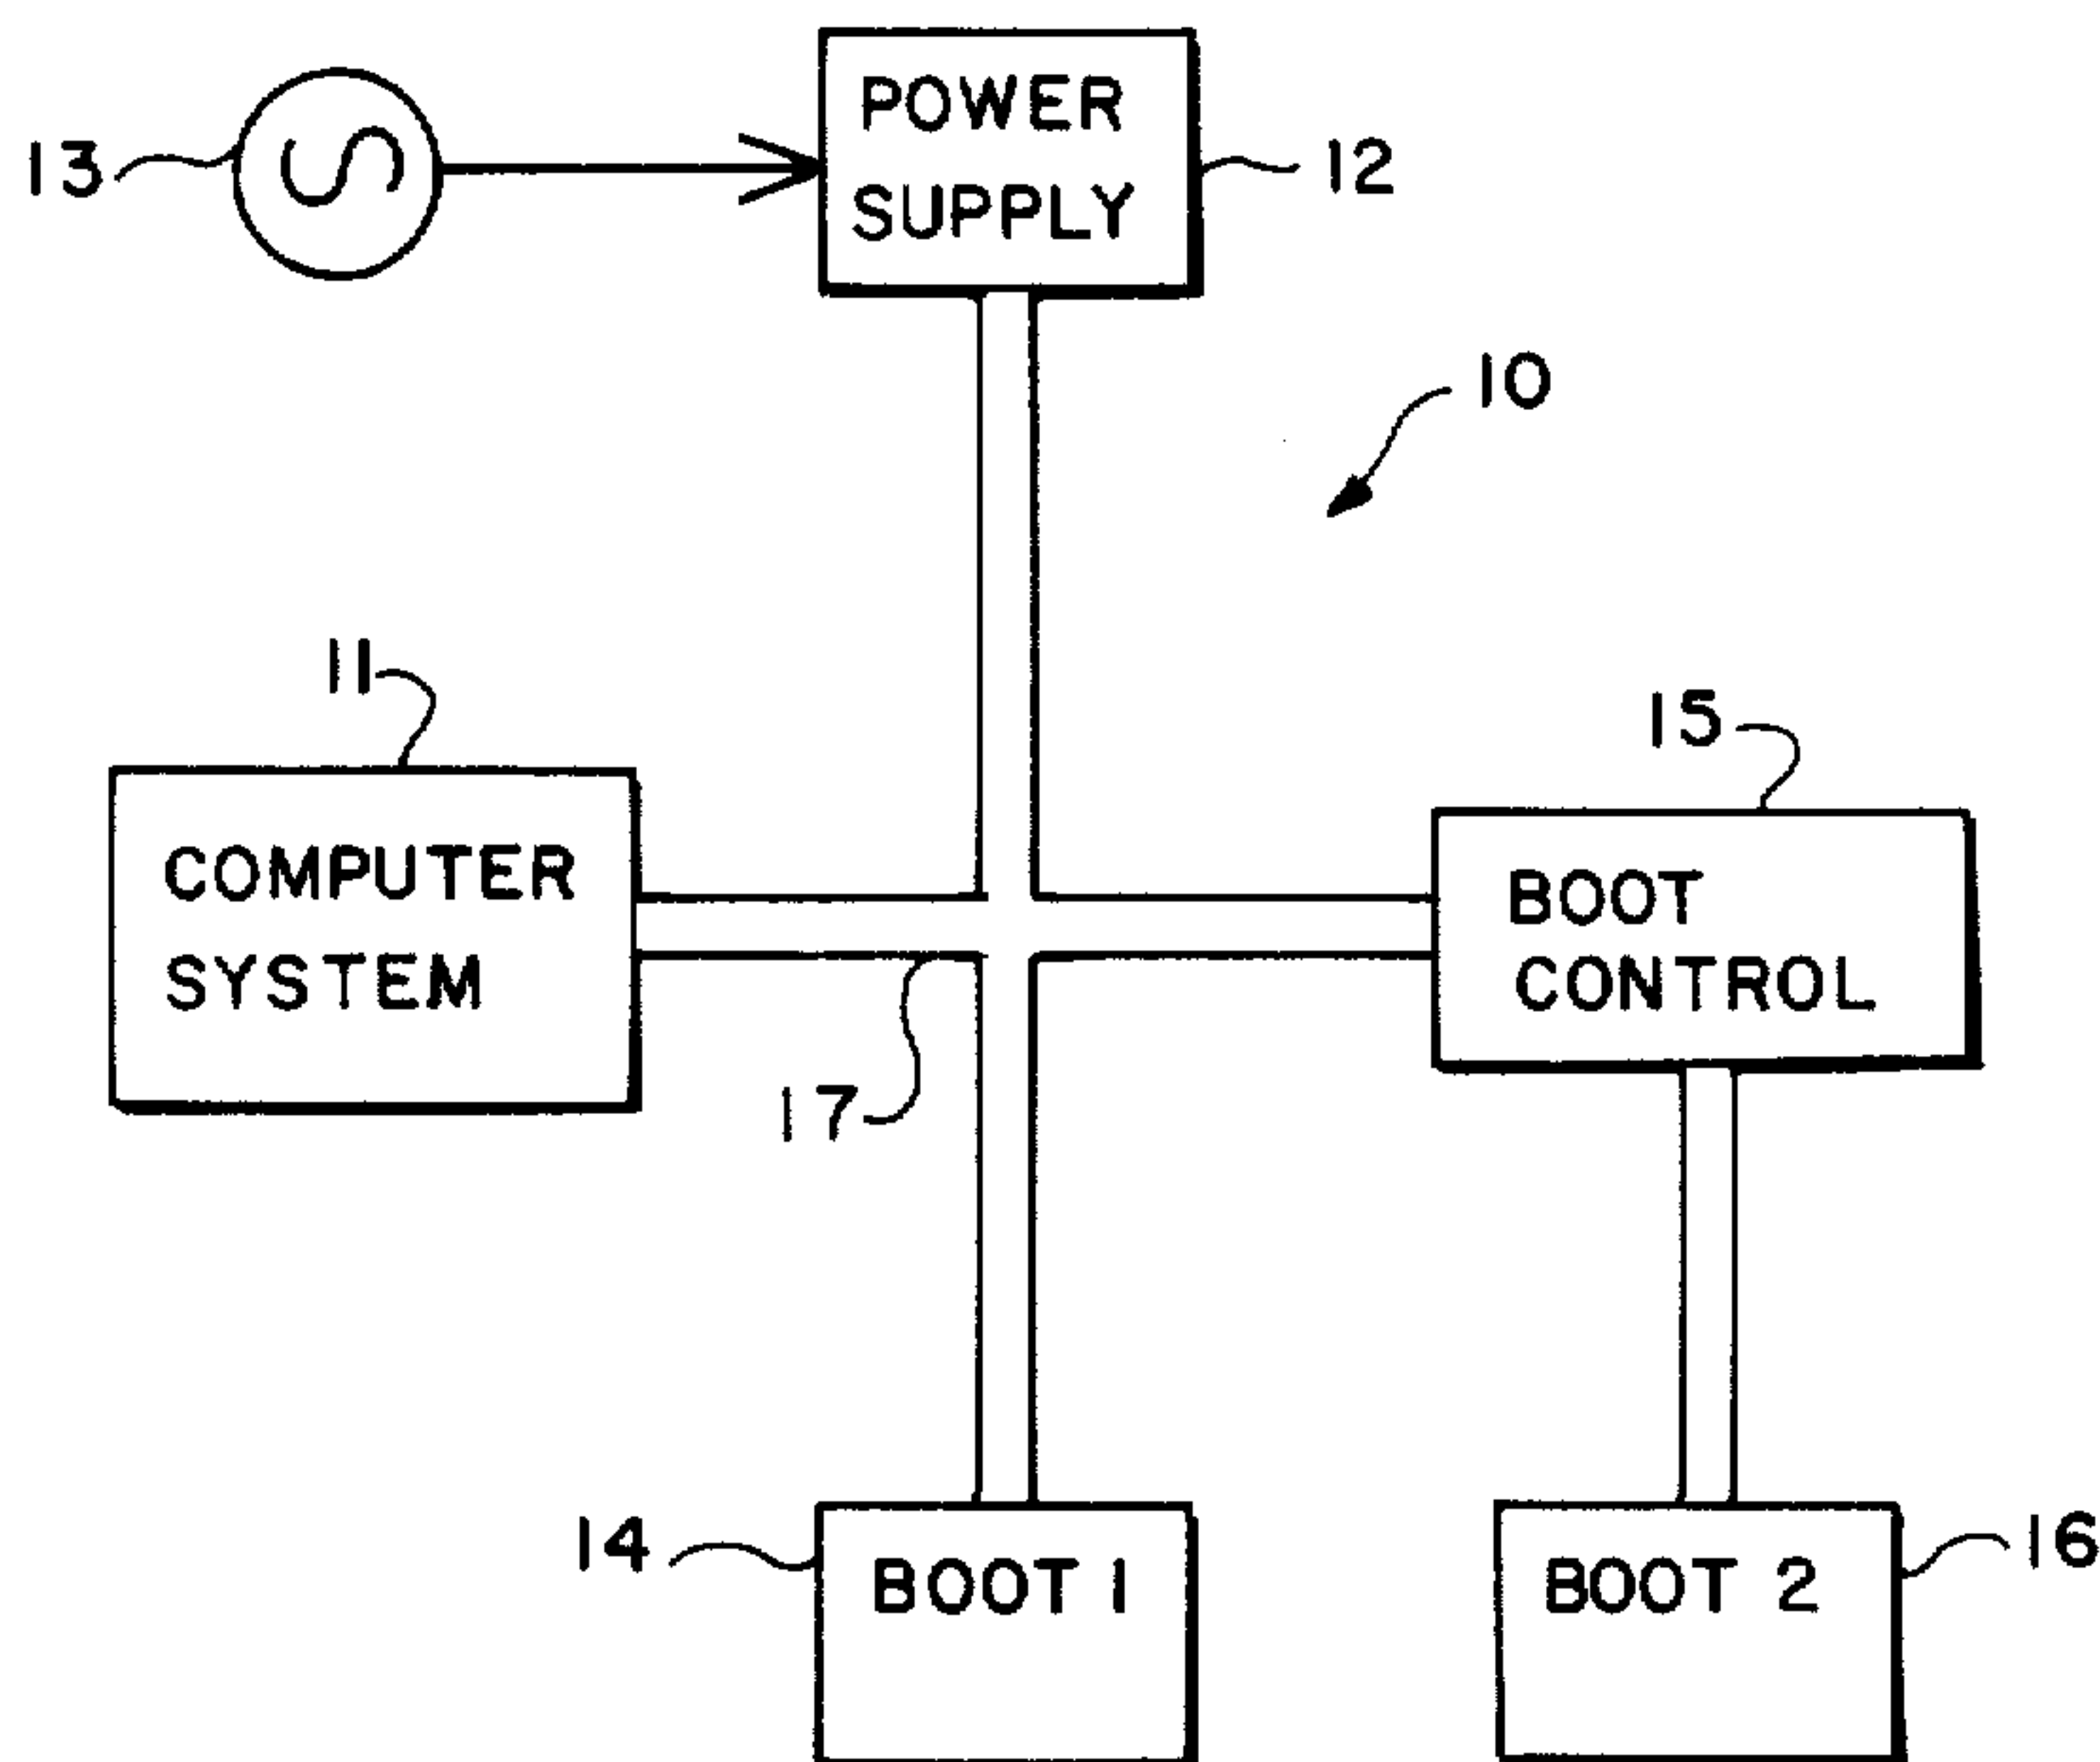 13
POWER
SUPPLY
12
10
11
15
COMPUTER
SYSTEM
BOOT
CONTROL
17
14
BOOT 1
BOOT 2
16